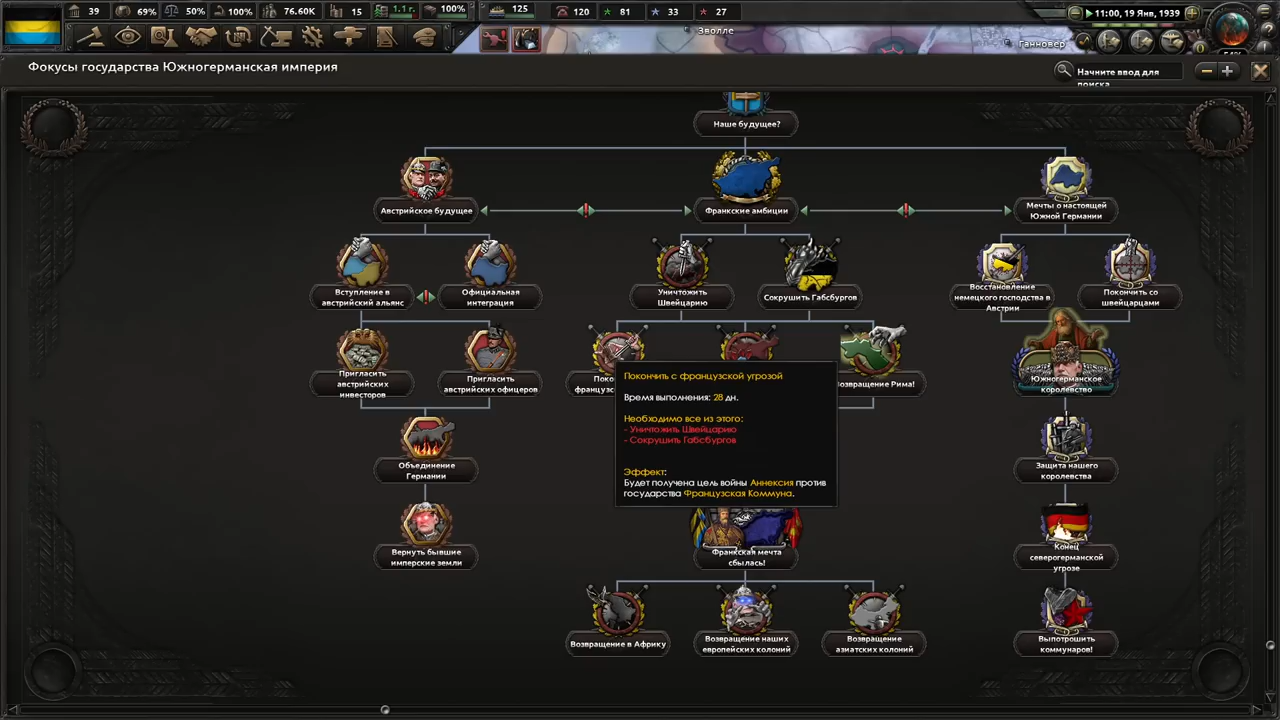 39 69% 50% 100% 76.60K 15 1.1 г. 100% 125 120 81 33 27 11:00, 19 Янв, 1939
Зволле
Ганновер
Фокусы государства Южногерманская империя
Начните ввод для поиска
Наше будущее?
Австрийское будущее
Франкские амбиции
Мечты о настоящей Южной Германии
Вступление в австрийский альянс
Официальная интеграция
Уничтожить Швейцарию
Сокрушить Габсбургов
Восстановление немецкого господства в Австрии
Покончить со швейцарцами
Пригласить австрийских инвесторов
Пригласить австрийских офицеров
Возвращение Рима!
Южногерманское королевство
Покончить с французской угрозой
Время выполнения: 28 дн.
Необходимо все из этого:
- Уничтожить Швейцарию
- Сокрушить Габсбургов
Эффект:
Будет получена цель войны Аннексия против
государства Французская Коммуна.
Объединение Германии
Защита нашего королевства
Вернуть бывшие имперские земли
Франкская мечта сбылась!
Конец северогерманской угрозе
Возвращение в Африку
Возвращение наших европейских колоний
Возвращение азиатских колоний
Выпотрошить коммунаров!